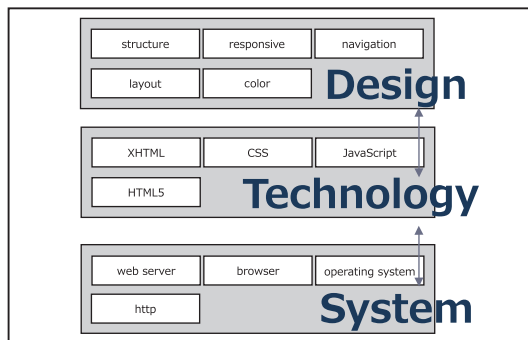 structure responsive navigation
layout color
Design
XHTML CSS JavaScript
HTML5
Technology
web server browser operating system
http
System